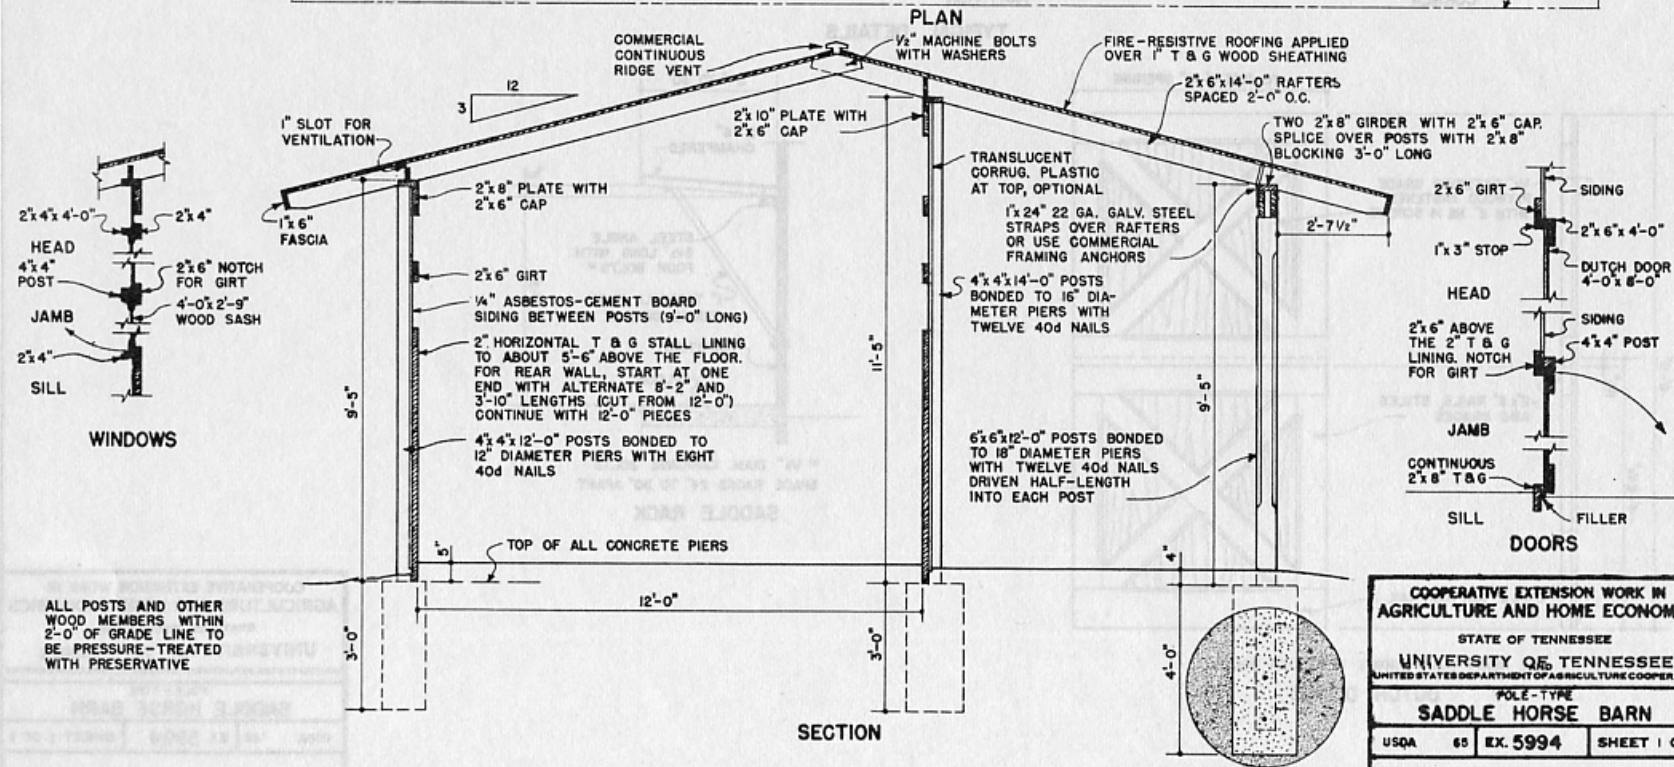 PLAN
COMMERCIAL
CONTINUOUS
RIDGE VENT
1/2" MACHINE BOLTS
WITH WASHERS
FIRE-RESISTIVE ROOFING APPLIED
OVER 1" T & G WOOD SHEATHING
2"x 6"x 14'-0" RAFTERS
SPACED 2'-0" O.C.
12
3
1" SLOT FOR
VENTILATION
2"x 10" PLATE WITH
2"x 6" CAP
TWO 2"x 8" GIRDER WITH 2"x 6" CAP.
SPLICE OVER POSTS WITH 2"x 8"
BLOCKING 3'-0" LONG
TRANSLUCENT
CORRUG. PLASTIC
AT TOP, OPTIONAL
2"x 8" PLATE WITH
2"x 6" CAP
1"x 6"
FASCIA
1"x 24" 22 GA. GALV. STEEL
STRAPS OVER RAFTERS
OR USE COMMERCIAL
FRAMING ANCHORS
2'-7 1/2"
2"x 4"x 4'-0"
2"x 4"
HEAD
4"x 4"
POST
2"x 6" NOTCH
FOR GIRT
JAMB
4'-0"x 2'-9"
WOOD SASH
2"x 4"
SILL
WINDOWS
2"x 6" GIRT
1/4" ASBESTOS-CEMENT BOARD
SIDING BETWEEN POSTS (9'-0" LONG)
2" HORIZONTAL T & G STALL LINING
TO ABOUT 5'-6" ABOVE THE FLOOR.
FOR REAR WALL, START AT ONE
END WITH ALTERNATE 8'-2" AND
3'-10" LENGTHS (CUT FROM 12'-0")
CONTINUE WITH 12'-0" PIECES
4"x 4"x 12'-0" POSTS BONDED TO
12" DIAMETER PIERS WITH EIGHT
40d NAILS
4"x 4"x 14'-0" POSTS
BONDED TO 16" DIA-
METER PIERS WITH
TWELVE 40d NAILS
6"x 6"x 12'-0" POSTS BONDED
TO 18" DIAMETER PIERS
WITH TWELVE 40d NAILS
DRIVEN HALF-LENGTH
INTO EACH POST
9'-5"
11'-5"
9'-5"
2"x 6" GIRT
SIDING
2"x 6"x 4'-0"
1"x 3" STOP
DUTCH DOOR
4'-0"x 8'-0"
HEAD
SIDING
2"x 6" ABOVE
THE 2" T & G
LINING. NOTCH
FOR GIRT
4"x 4" POST
JAMB
CONTINUOUS
2"x 8" T & G
SILL
FILLER
DOORS
5"
TOP OF ALL CONCRETE PIERS
4"
12'-0"
3'-0"
3'-0"
4'-0"
ALL POSTS AND OTHER
WOOD MEMBERS WITHIN
2'-0" OF GRADE LINE TO
BE PRESSURE-TREATED
WITH PRESERVATIVE
SECTION
COOPERATIVE EXTENSION WORK IN
AGRICULTURE AND HOME ECONOM
STATE OF TENNESSEE
UNIVERSITY OF TENNESSEE
AND
UNITED STATES DEPARTMENT OF AGRICULTURE COOPER
POLE-TYPE
SADDLE HORSE BARN
USDA 65 EX. 5994 SHEET 1 O